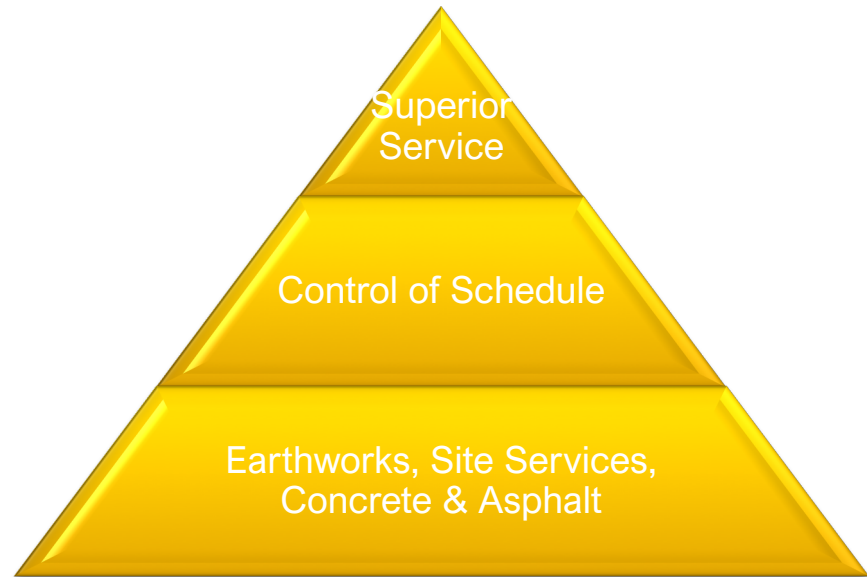 Superior
Service
Control of Schedule
Earthworks, Site Services,
Concrete & Asphalt